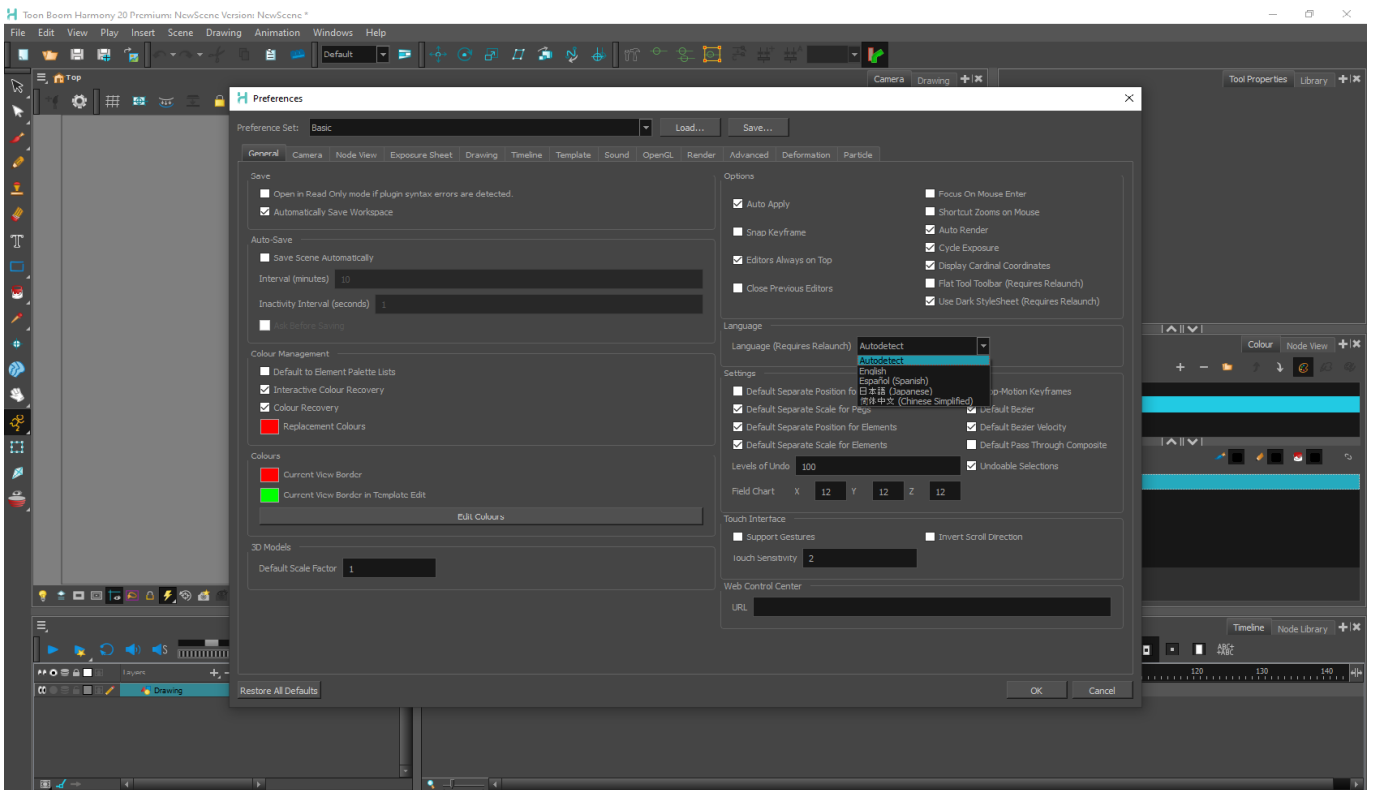 Toon Boom Harmony 20 Premium: NewScene Version: NewScene *
File Edit View Play Insert Scene Drawing Animation Windows Help
Default
Top
Camera Drawing
Tool Properties Library
Preferences
Preference Set: Basic Load... Save...
General Camera Node View Exposure Sheet Drawing Timeline Template Sound OpenGL Render Advanced Deformation Particle
Save
Open in Read Only mode if plugin syntax errors are detected.
Automatically Save Workspace
Auto-Save
Save Scene Automatically
Interval (minutes) 10
Inactivity Interval (seconds) 1
Ask Before Saving
Colour Management
Default to Element Palette Lists
Interactive Colour Recovery
Colour Recovery
Replacement Colours
Colours
Current View Border
Current View Border in Template Edit
Edit Colours
3D Models
Default Scale Factor 1
Options
Auto Apply
Snap Keyframe
Editors Always on Top
Close Previous Editors
Focus On Mouse Enter
Shortcut Zooms on Mouse
Auto Render
Cycle Exposure
Display Cardinal Coordinates
Flat Tool Toolbar (Requires Relaunch)
Use Dark StyleSheet (Requires Relaunch)
Language
Language (Requires Relaunch) Autodetect
Autodetect
English
Español (Spanish)
日本語 (Japanese)
简体中文 (Chinese Simplified)
Settings
Default Separate Position fo
p-Motion Keyframes
Default Separate Scale for Pegs
Default Bezier
Default Separate Position for Elements
Default Bezier Velocity
Default Separate Scale for Elements
Default Pass Through Composite
Levels of Undo 100
Undoable Selections
Field Chart X 12 Y 12 Z 12
Touch Interface
Support Gestures
Invert Scroll Direction
Touch Sensitivity 2
Web Control Center
URL
Restore All Defaults
OK Cancel
Colour Node View
Timeline Node Library
S
ABC
ABC
Layers
120 130 140
Drawing